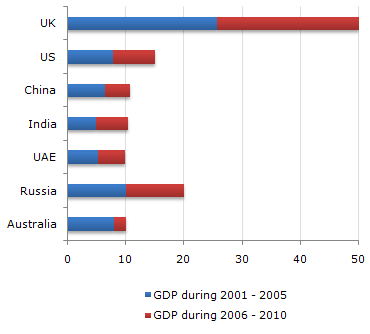 UK
US
China
India
UAE
Russia
Australia
0 10 20 30 40 50
GDP during 2001 - 2005
GDP during 2006 - 2010